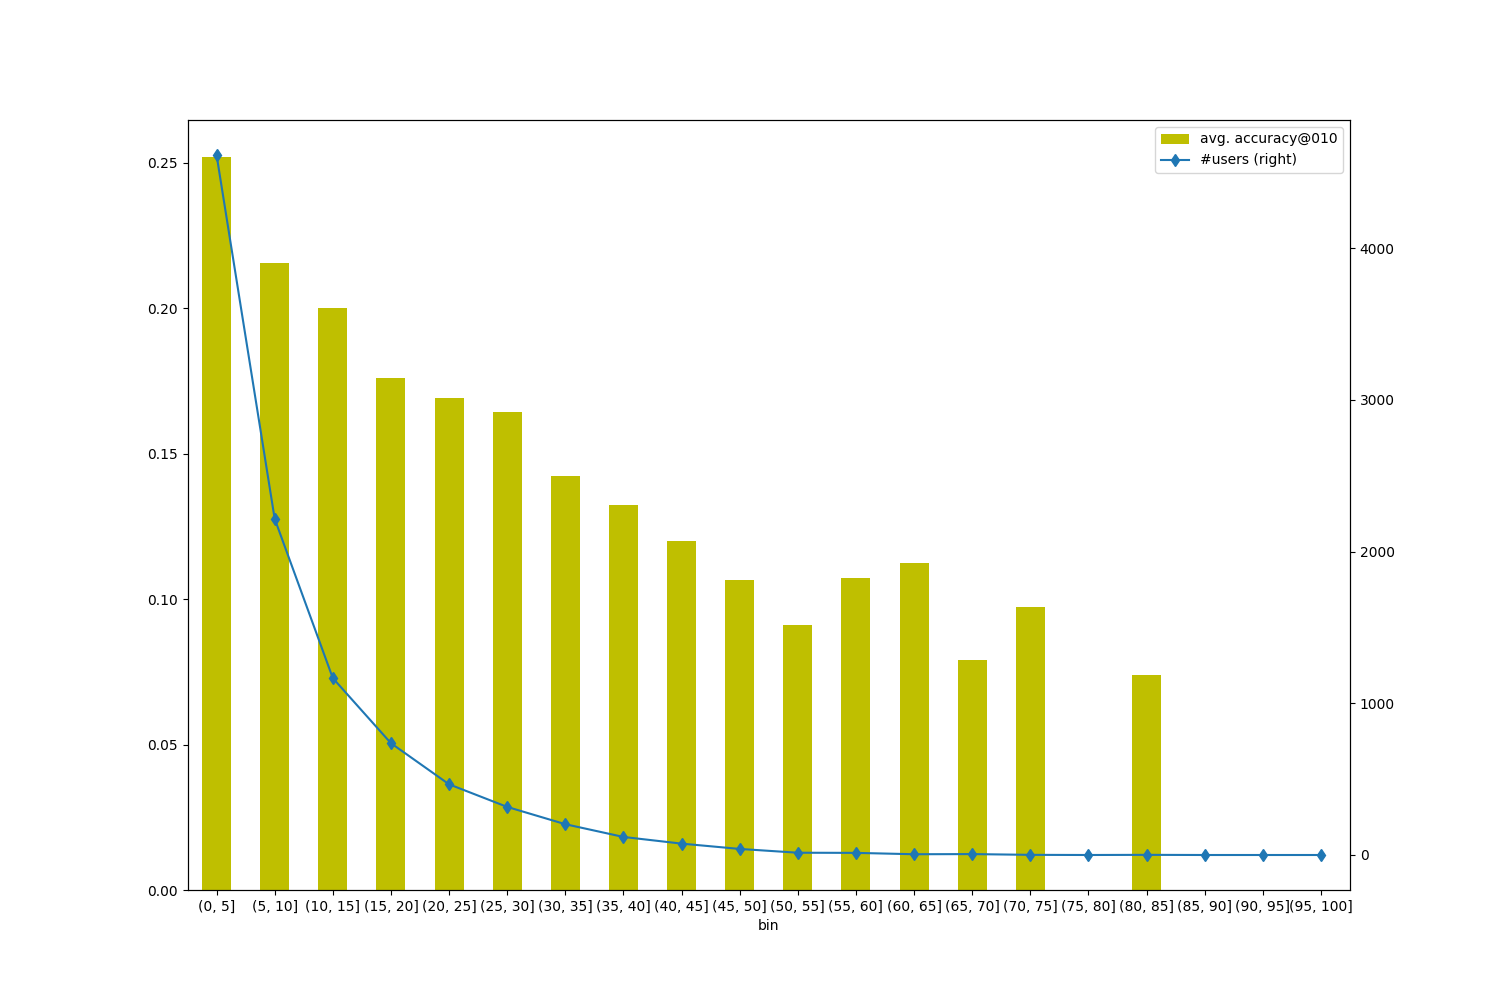 avg. accuracy@010
#users (right)
0.25
0.20
0.15
0.10
0.05
0.00
4000
3000
2000
1000
0
(0, 5] (5, 10] (10, 15] (15, 20] (20, 25] (25, 30] (30, 35] (35, 40] (40, 45] (45, 50] (50, 55] (55, 60] (60, 65] (65, 70] (70, 75] (75, 80] (80, 85] (85, 90] (90, 95] (95, 100]
bin